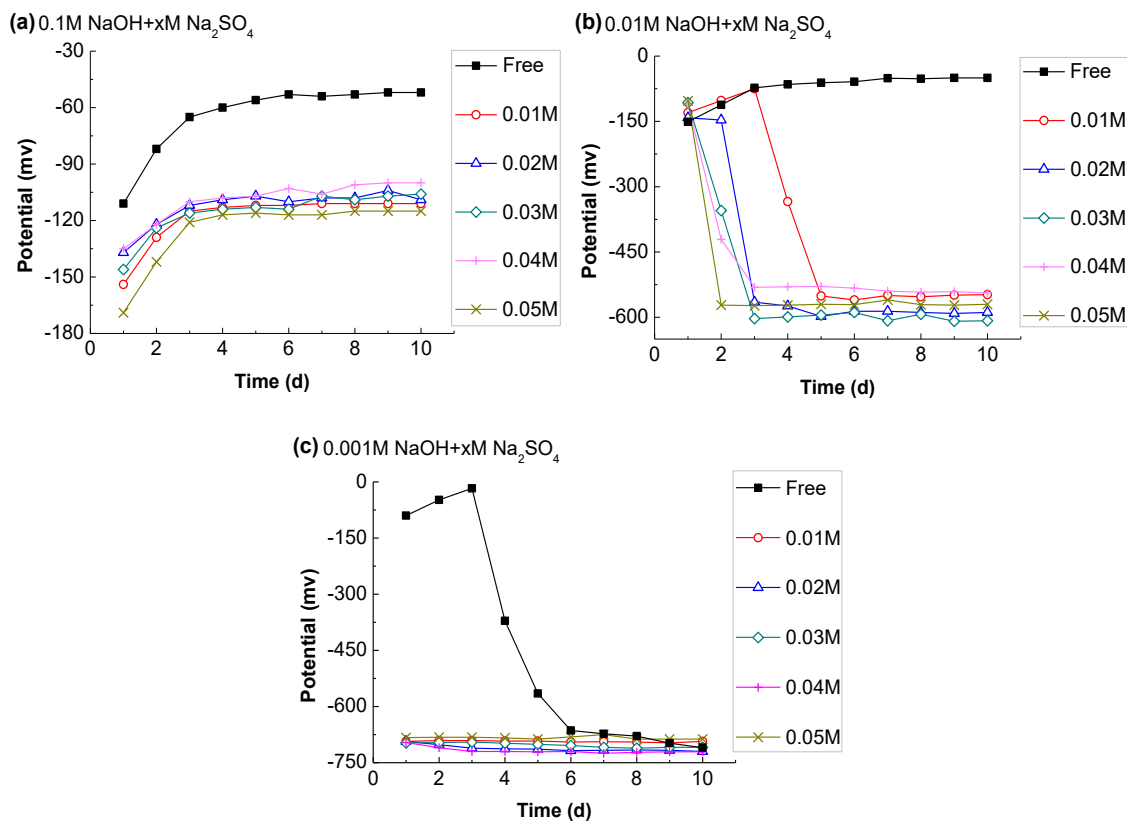 (a) 0.1M NaOH+xM Na₂SO₄
-30
-60
-90
-120
-150
-180
0 2 4 6 8 10
Potential (mv)
Time (d)
Free
0.01M
0.02M
0.03M
0.04M
0.05M
(b) 0.01M NaOH+xM Na₂SO₄
0
-150
-300
-450
-600
0 2 4 6 8 10
Potential (mv)
Time (d)
Free
0.01M
0.02M
0.03M
0.04M
0.05M
(c) 0.001M NaOH+xM Na₂SO₄
0
-150
-300
-450
-600
-750
0 2 4 6 8 10
Potential (mv)
Time (d)
Free
0.01M
0.02M
0.03M
0.04M
0.05M